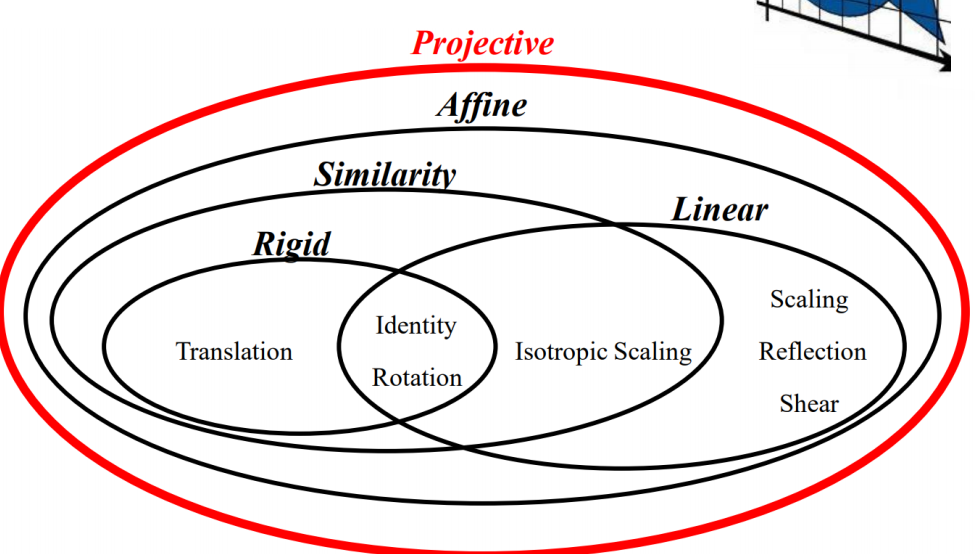 Projective
Affine
Similarity
Linear
Rigid
Scaling
Identity
Translation
Isotropic Scaling
Reflection
Rotation
Shear